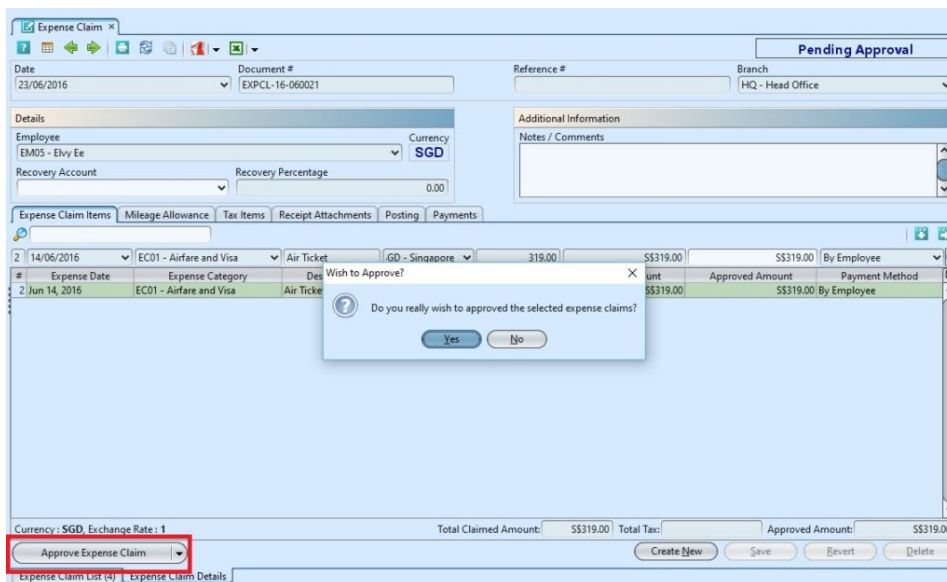 Expense Claim ×
Pending Approval
Date Document # Reference # Branch
23/06/2016 EXPCL-16-060021 HQ - Head Office
Details Additional Information
Employee Currency Notes / Comments
EM05 - Elvy Ee SGD
Recovery Account Recovery Percentage
0.00
Expense Claim Items Mileage Allowance Tax Items Receipt Attachments Posting Payments
2 14/06/2016 EC01 - Airfare and Visa Air Ticket GD - Singapore 319.00 S$319.00 S$319.00 By Employee
# Expense Date Expense Category Des unt Approved Amount Payment Method
2 Jun 14, 2016 EC01 - Airfare and Visa Air Ticke S$319.00 S$319.00 By Employee
Wish to Approve?
Do you really wish to approved the selected expense claims?
Yes No
Currency : SGD, Exchange Rate : 1 Total Claimed Amount: S$319.00 Total Tax: Approved Amount: S$319.00
Approve Expense Claim Create New Save Revert Delete
Expense Claim List (4) Expense Claim Details